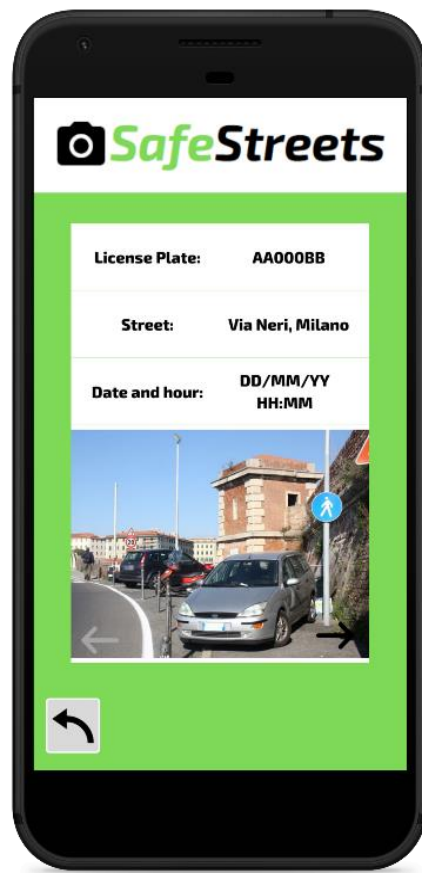 SafeStreets
License Plate: AA000BB
Street: Via Neri, Milano
Date and hour: DD/MM/YY
HH:MM